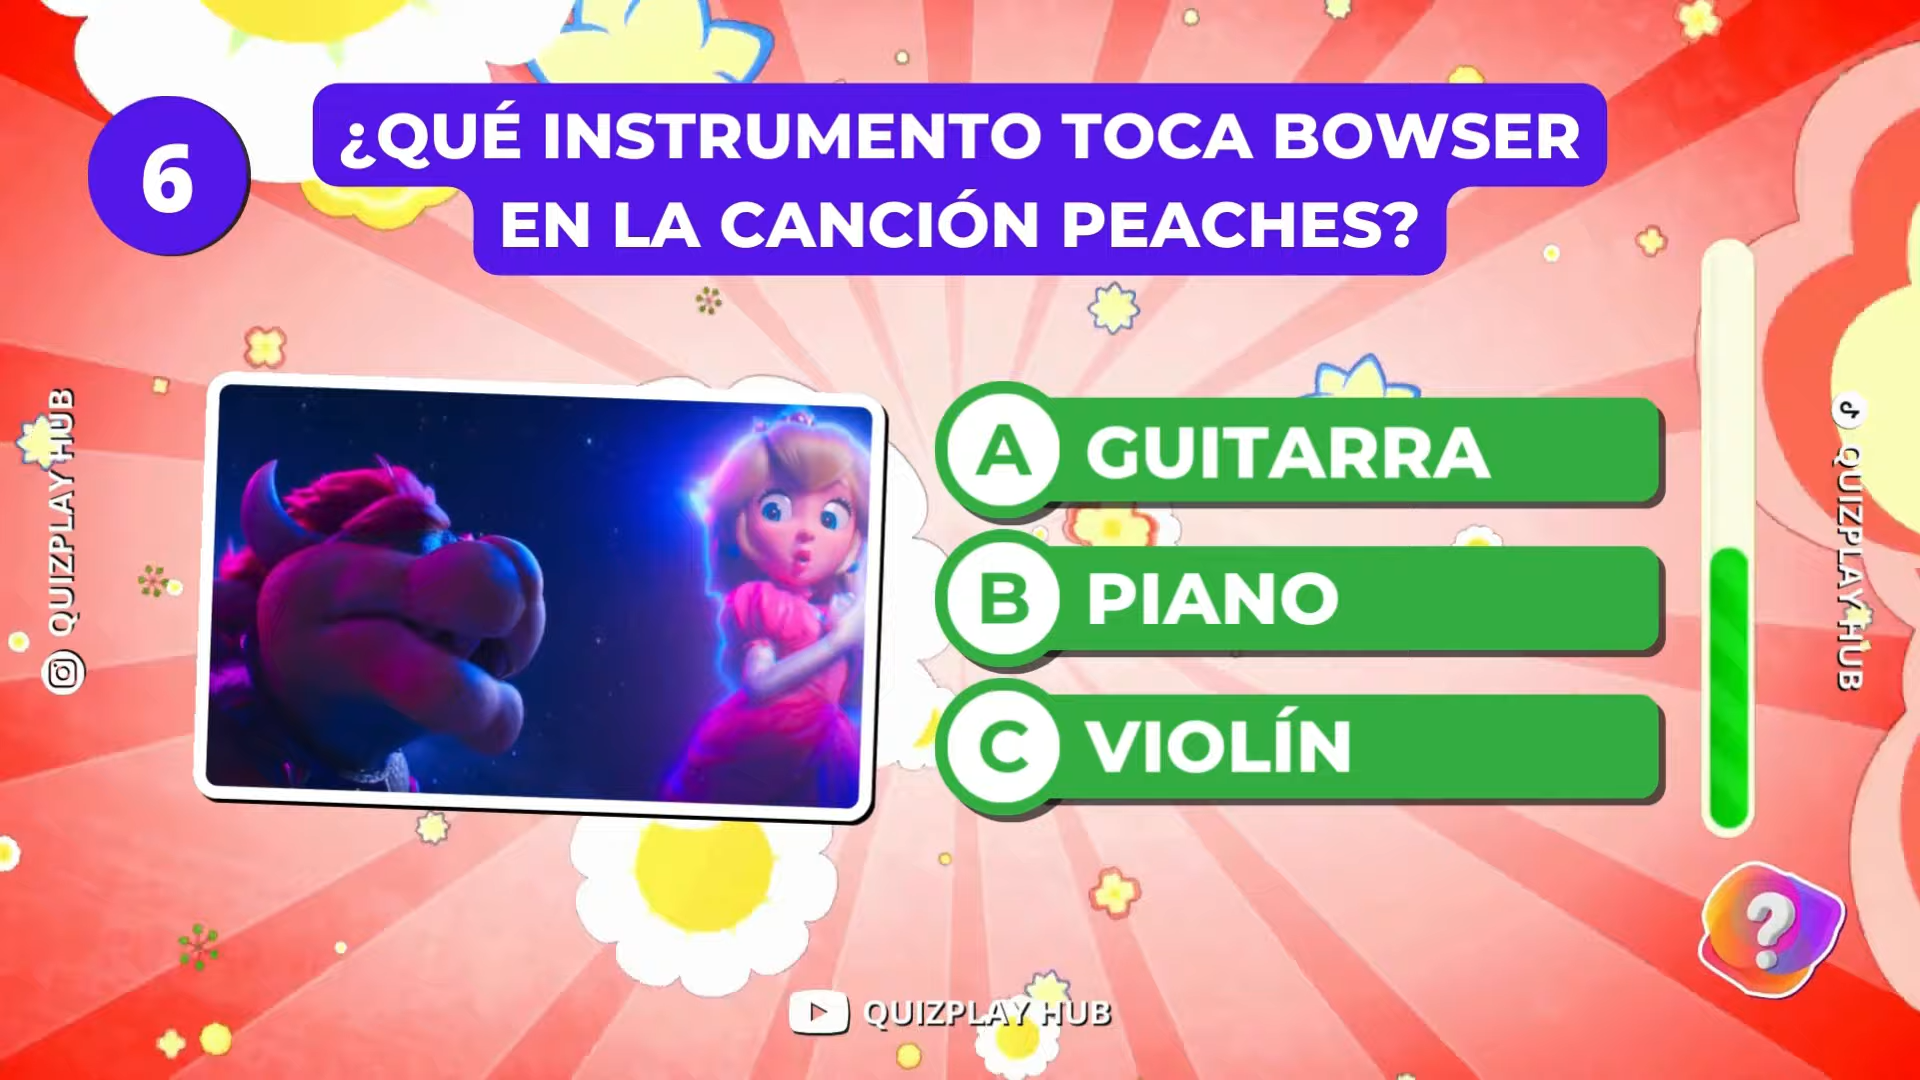 6
¿QUÉ INSTRUMENTO TOCA BOWSER
EN LA CANCIÓN PEACHES?
A GUITARRA
B PIANO
C VIOLÍN
QUIZPLAY HUB
QUIZPLAY HUB
?
QUIZPLAY HUB